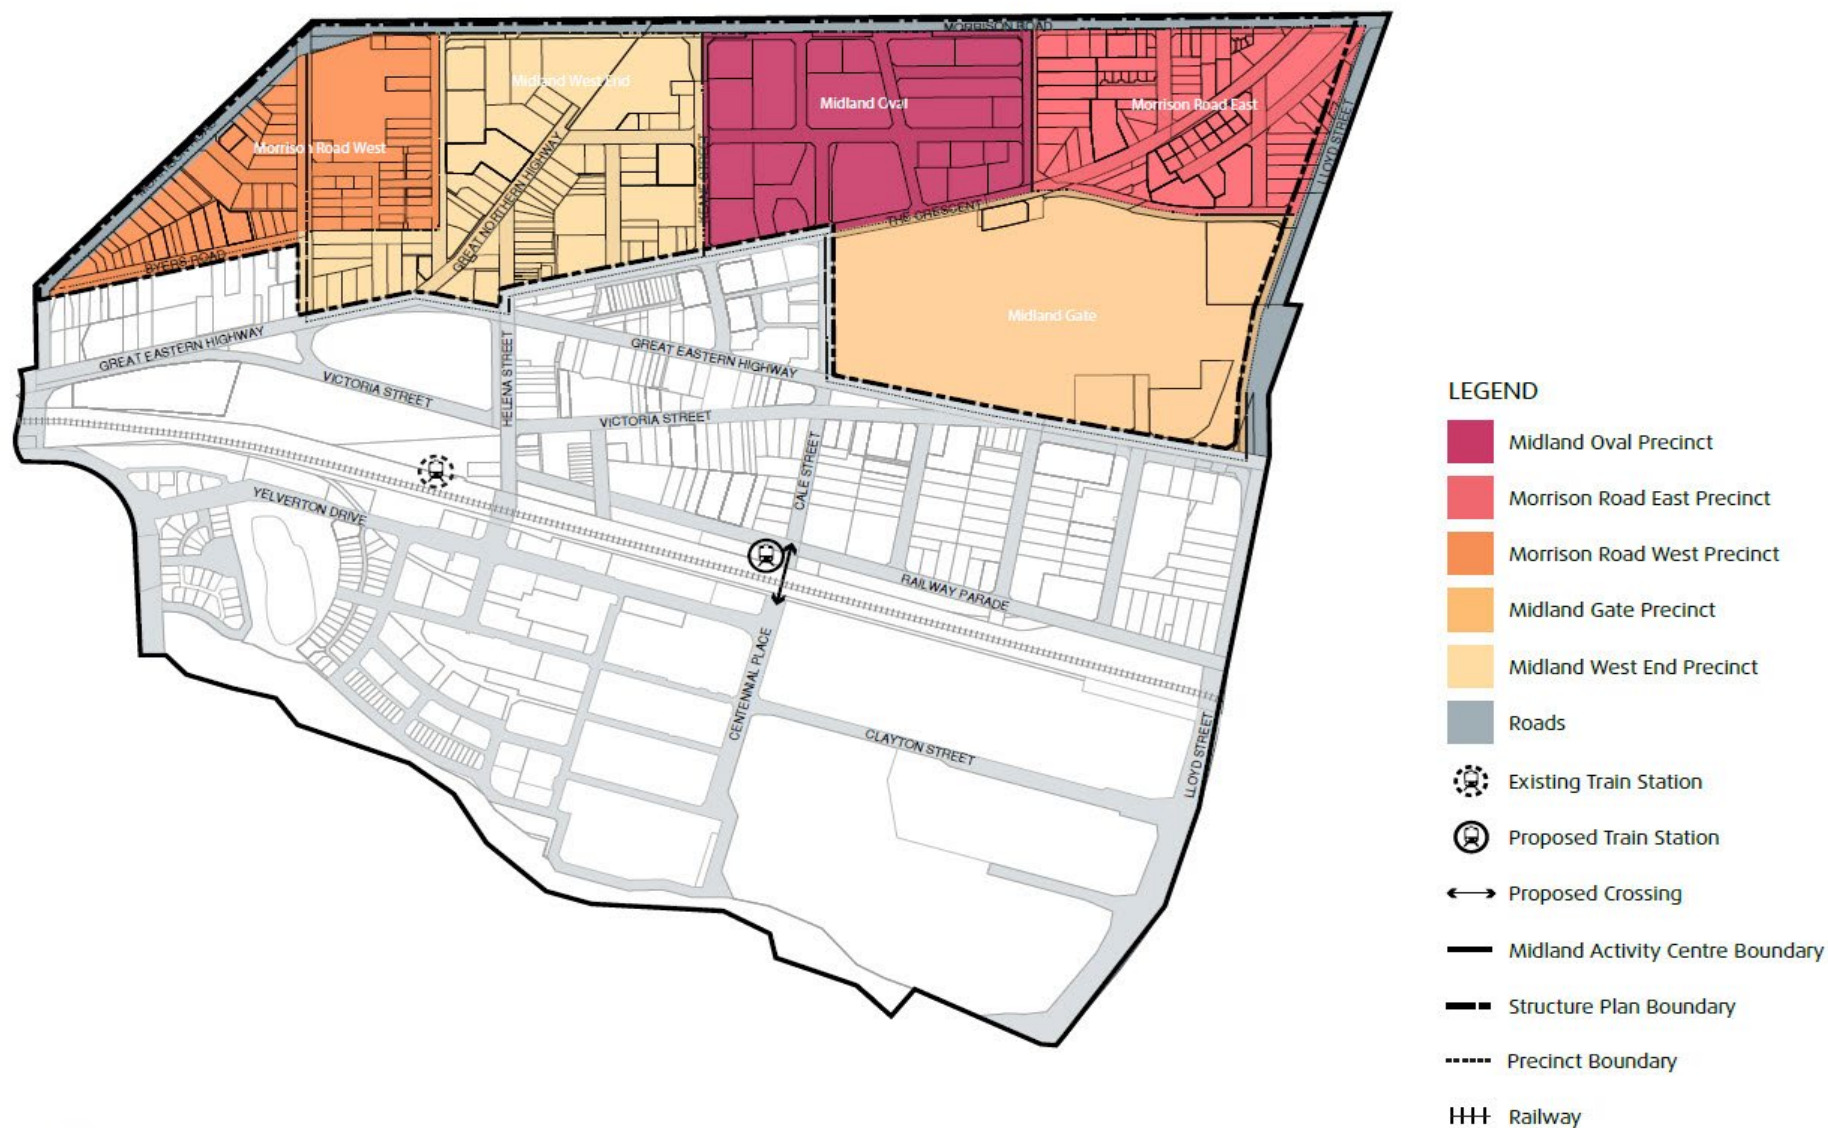 MORRISON ROAD
Midland West End
Midland Oval
Morrison Road East
Morrison Road West
LLOYD STREET
KEANE STREET
GREAT NORTHERN HIGHWAY
THE CRESCENT
BYERS ROAD
Midland Gate
GREAT EASTERN HIGHWAY
GREAT EASTERN HIGHWAY
HELENA STREET
VICTORIA STREET
VICTORIA STREET
CALE STREET
YELVERTON DRIVE
RAILWAY PARADE
CENTENNIAL PLACE
CLAYTON STREET
LLOYD STREET
LEGEND
Midland Oval Precinct
Morrison Road East Precinct
Morrison Road West Precinct
Midland Gate Precinct
Midland West End Precinct
Roads
Existing Train Station
Proposed Train Station
Proposed Crossing
Midland Activity Centre Boundary
Structure Plan Boundary
Precinct Boundary
Railway